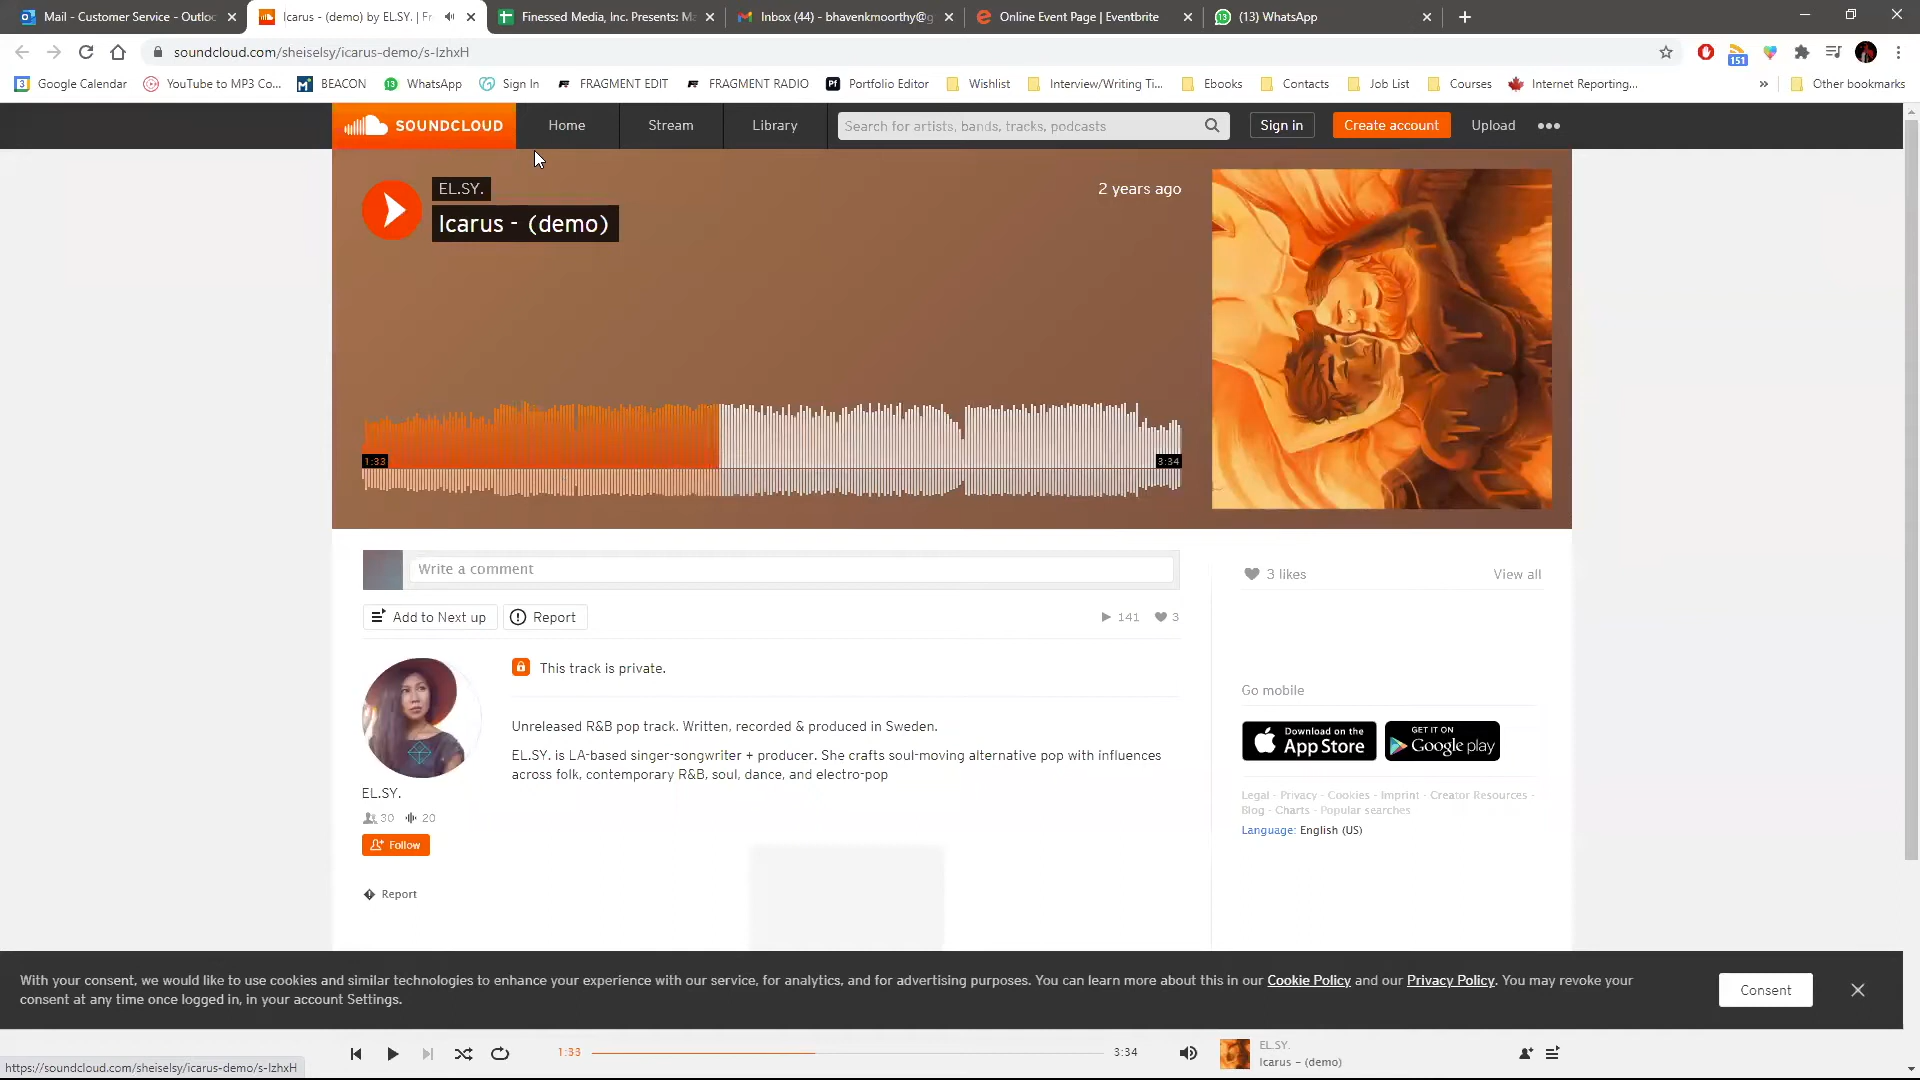 Mail - Customer Service - Outloo
Icarus - (demo) by EL.SY. | Fr
Finessed Media, Inc. Presents: Ma
Inbox (44) - bhavenkmoorthy@g
Online Event Page | Eventbrite
(13) WhatsApp
soundcloud.com/sheiselsy/icarus-demo/s-IzhxH
151
Google Calendar
YouTube to MP3 Co...
BEACON
WhatsApp
Sign In
FRAGMENT EDIT
FRAGMENT RADIO
Portfolio Editor
Wishlist
Interview/Writing Ti...
Ebooks
Contacts
Job List
Courses
Internet Reporting...
»
Other bookmarks
SOUNDCLOUD
Home
Stream
Library
Search for artists, bands, tracks, podcasts
Sign in
Create account
Upload
EL.SY.
2 years ago
Icarus - (demo)
1:33
3:34
Write a comment
3 likes
View all
Add to Next up
Report
141
3
This track is private.
Go mobile
Unreleased R&B pop track. Written, recorded & produced in Sweden.
EL.SY. is LA-based singer-songwriter + producer. She crafts soul-moving alternative pop with influences
across folk, contemporary R&B, soul, dance, and electro-pop
Download on the
App Store
GET IT ON
Google play
EL.SY.
30
20
Follow
Report
Legal - Privacy - Cookies - Imprint - Creator Resources -
Blog - Charts - Popular searches
Language: English (US)
With your consent, we would like to use cookies and similar technologies to enhance your experience with our service, for analytics, and for advertising purposes. You can learn more about this in our Cookie Policy and our Privacy Policy. You may revoke your
consent at any time once logged in, in your account Settings.
Consent
1:33
3:34
EL.SY.
Icarus - (demo)
https://soundcloud.com/sheiselsy/icarus-demo/s-IzhxH